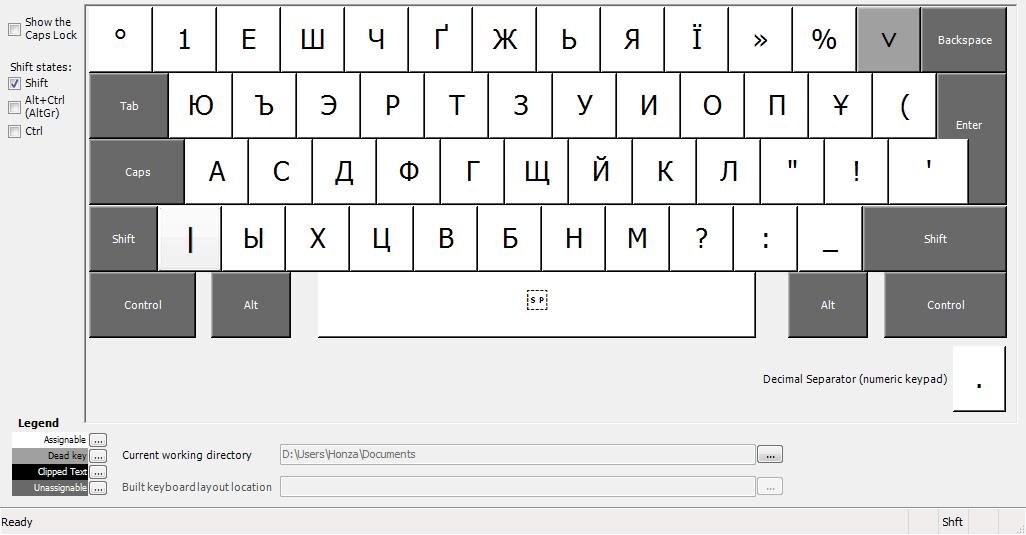 Show the
Caps Lock
Shift states:
Shift
Alt+Ctrl
(AltGr)
Ctrl
° 1 Е Ш Ч Ґ Ж Ь Я Ї » % ˅ Backspace
Tab Ю Ъ Э Р Т З У И О П ¥ (
Enter
Caps А С Д Ф Г Щ Й К Л " ! '
Shift | Ы Х Ц В Б Н М ? : _ Shift
Control Alt SP Alt Control
Decimal Separator (numeric keypad) .
Legend
Assignable ...
Dead key ...
Clipped Text ...
Unassignable ...
Current working directory D:\Users\Honza\Documents ...
Built keyboard layout location ...
Ready Shft